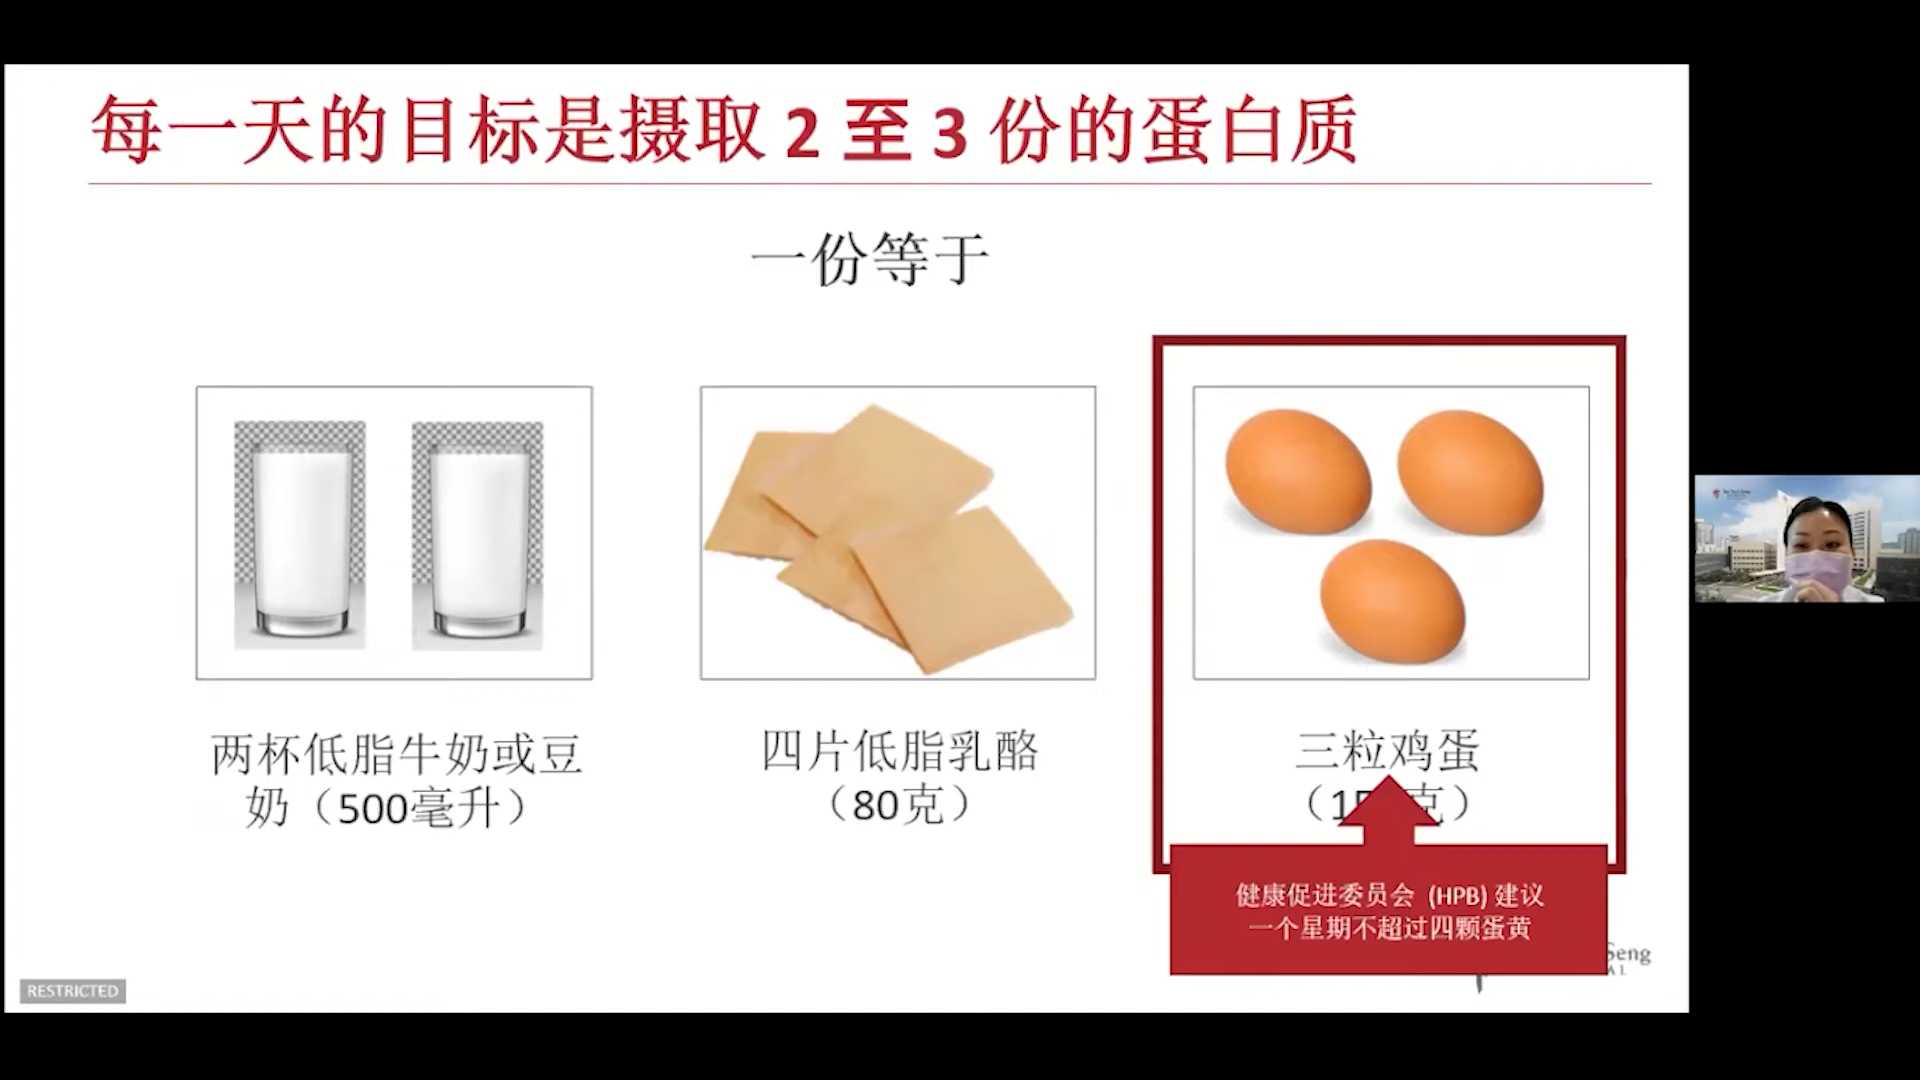 每一天的目标是摄取 2 至 3 份的蛋白质
一份等于
两杯低脂牛奶或豆
奶（500毫升）
四片低脂乳酪
（80克）
三粒鸡蛋
克）
健康促进委员会 (HPB) 建议
一个星期不超过四颗蛋黄
Seng
RESTRICTED